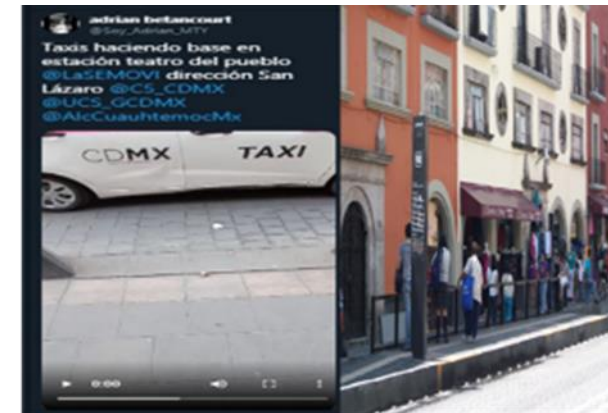 adrian betancourt
@Soy_Adrian_MTY
Taxis haciendo base en
estación teatro del pueblo
@LaSEMOVI dirección San
Lázaro @C5_CDMX
@UCS_GCDMX
@AlcCuauhtemocMx
CDMX TAXI
0:00